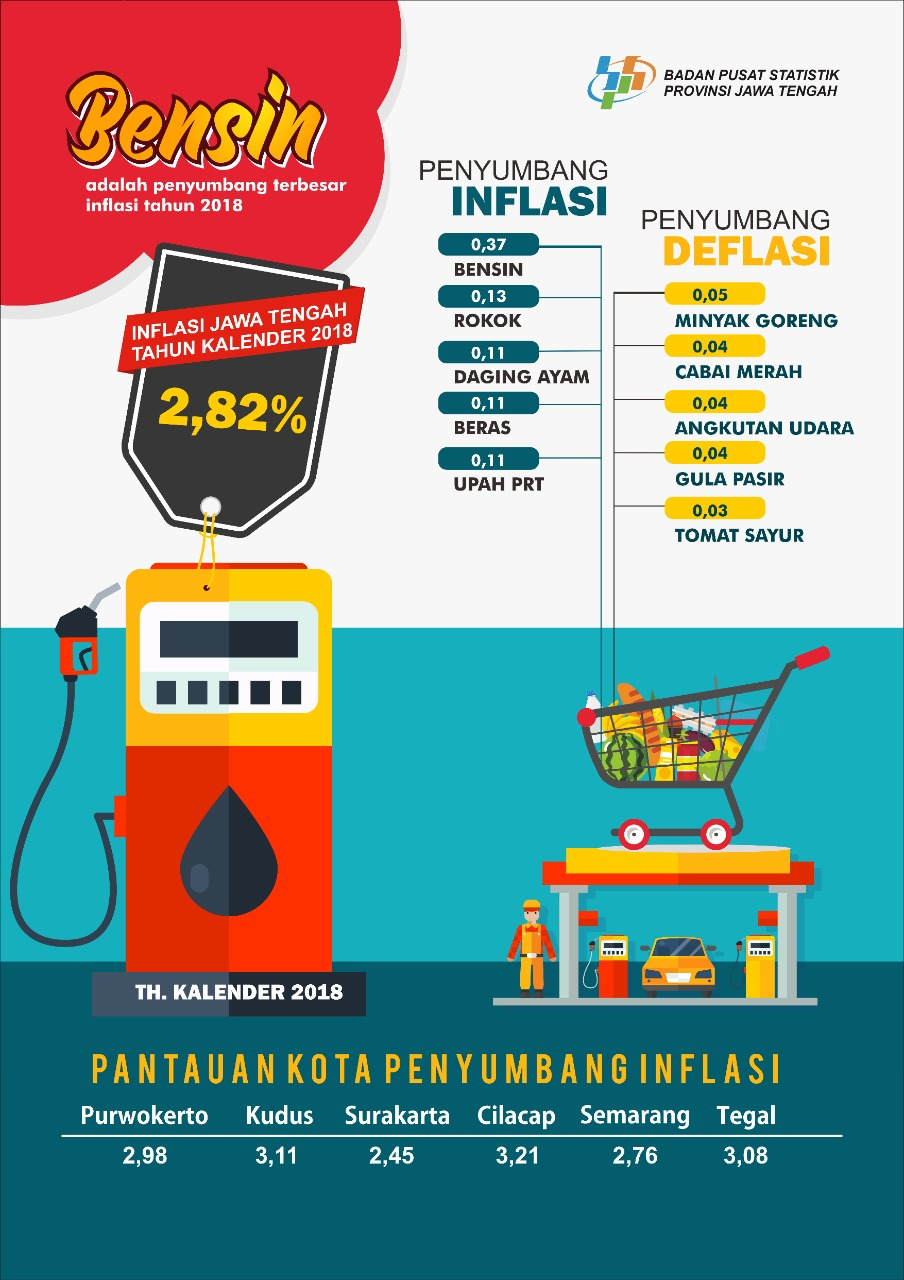 Bensin
adalah penyumbang terbesar
inflasi tahun 2018
BADAN PUSAT STATISTIK
PROVINSI JAWA TENGAH
INFLASI JAWA TENGAH
TAHUN KALENDER 2018
2,82%
PENYUMBANG
INFLASI
0,37
BENSIN
0,13
ROKOK
0,11
DAGING AYAM
0,11
BERAS
0,11
UPAH PRT
PENYUMBANG
DEFLASI
0,05
MINYAK GORENG
0,04
CABAI MERAH
0,04
ANGKUTAN UDARA
0,04
GULA PASIR
0,03
TOMAT SAYUR
TH. KALENDER 2018
PANTAUAN KOTA PENYUMBANG INFLASI
Purwokerto Kudus Surakarta Cilacap Semarang Tegal
2,98 3,11 2,45 3,21 2,76 3,08